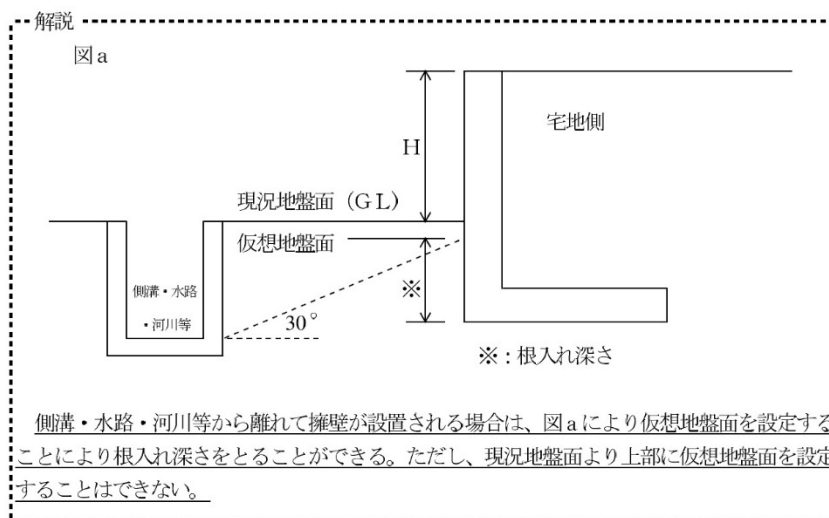 解説
図a
宅地側
H
現況地盤面(GL)
仮想地盤面
側溝・水路
・河川等
30°
※
※:根入れ深さ
側溝・水路・河川等から離れて擁壁が設置される場合は、図aにより仮想地盤面を設定する
ことにより根入れ深さをとることができる。ただし、現況地盤面より上部に仮想地盤面を設定
することはできない。